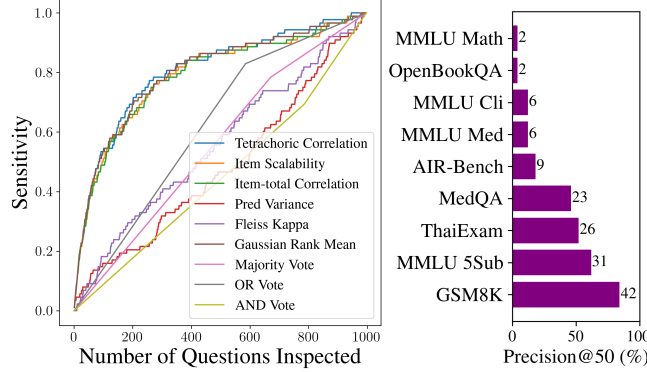 Sensitivity
1.0
0.8
0.6
0.4
0.2
0.0
Tetrachoric Correlation
Item Scalability
Item-total Correlation
Pred Variance
Fleiss Kappa
Gaussian Rank Mean
Majority Vote
OR Vote
AND Vote
0 200 400 600 800 1000
Number of Questions Inspected
MMLU Math 2
OpenBookQA 2
MMLU Cli 6
MMLU Med 6
AIR-Bench 9
MedQA 23
ThaiExam 26
MMLU 5Sub 31
GSM8K 42
0 50 100
Precision@50 (%)